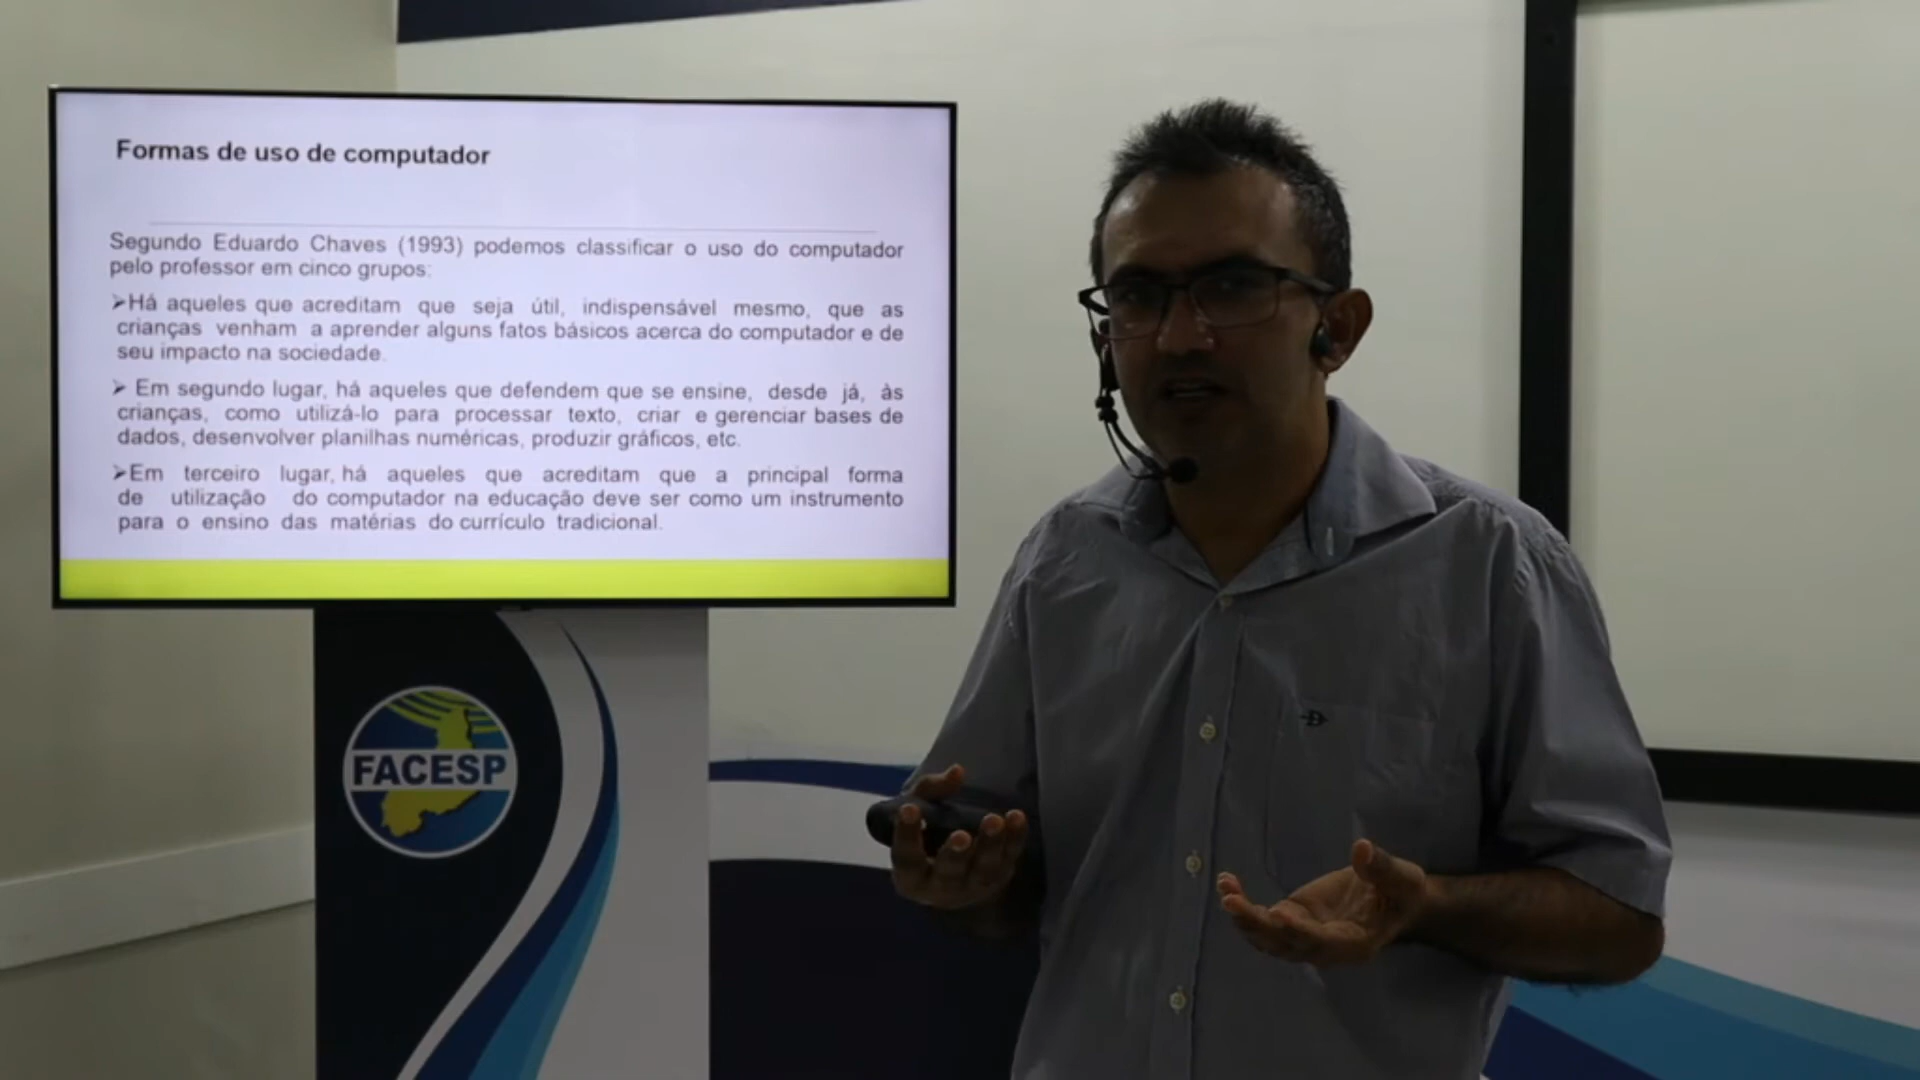 Formas de uso de computador
Segundo Eduardo Chaves (1993) podemos classificar o uso do computador
pelo professor em cinco grupos:
➢Há aqueles que acreditam que seja útil, indispensável mesmo, que as
crianças venham a aprender alguns fatos básicos acerca do computador e de
seu impacto na sociedade.
➢ Em segundo lugar, há aqueles que defendem que se ensine, desde já, às
crianças, como utilizá-lo para processar texto, criar e gerenciar bases de
dados, desenvolver planilhas numéricas, produzir gráficos, etc.
➢Em terceiro lugar, há aqueles que acreditam que a principal forma
de utilização do computador na educação deve ser como um instrumento
para o ensino das matérias do currículo tradicional.
FACESP